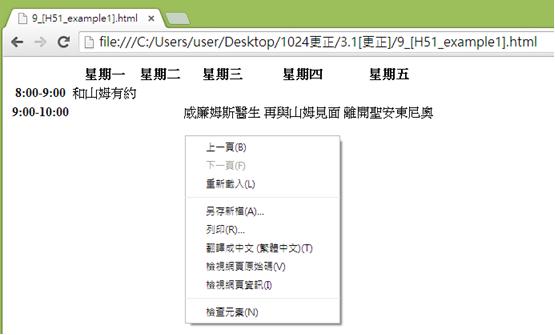 9_[H51_example1].html
file:///C:/Users/user/Desktop/1024更正/3.1[更正]/9_[H51_example1].html
星期一 星期二 星期三 星期四 星期五
8:00-9:00 和山姆有約
9:00-10:00 威廉姆斯醫生 再與山姆見面 離開聖安東尼奧
上一頁(B)
下一頁(F)
重新載入(L)
另存新檔(A)...
列印(R)...
翻譯成中文 (繁體中文)(T)
檢視網頁原始碼(V)
檢視網頁資訊(I)
檢查元素(N)